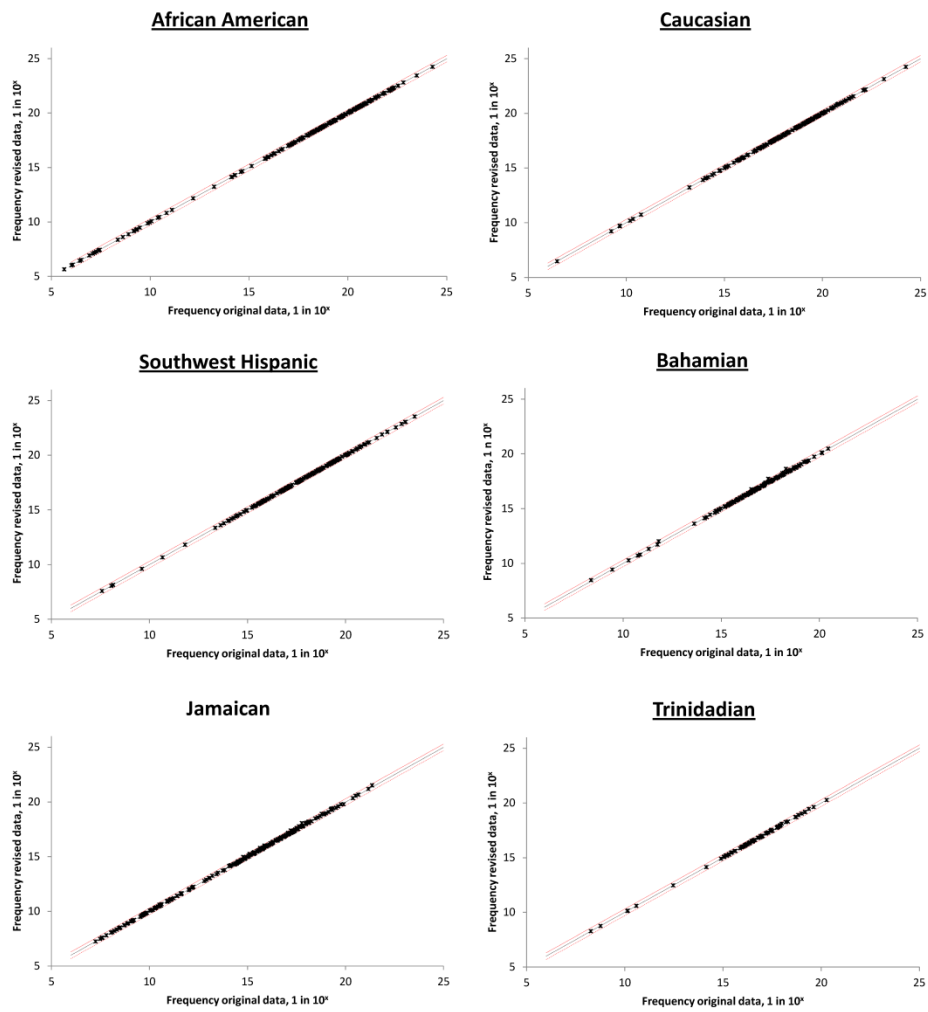 African American
Frequency revised data, 1 in 10ˣ
25
20
15
10
5
5 10 15 20 25
Frequency original data, 1 in 10ˣ
Caucasian
Frequency revised data, 1 in 10ˣ
25
20
15
10
5
5 10 15 20 25
Frequency original data, 1 in 10ˣ
Southwest Hispanic
Frequency revised data, 1 in 10ˣ
25
20
15
10
5
5 10 15 20 25
Frequency original data, 1 in 10ˣ
Bahamian
Frequency revised data, 1 n 10ˣ
25
20
15
10
5
5 10 15 20 25
Frequency original data, 1 in 10ˣ
Jamaican
Frequency revised data, 1 in 10ˣ
25
20
15
10
5
5 10 15 20 25
Frequency original data, 1 in 10ˣ
Trinidadian
Frequency revised data, 1 in 10ˣ
25
20
15
10
5
5 10 15 20 25
Frequency original data, 1 in 10ˣ